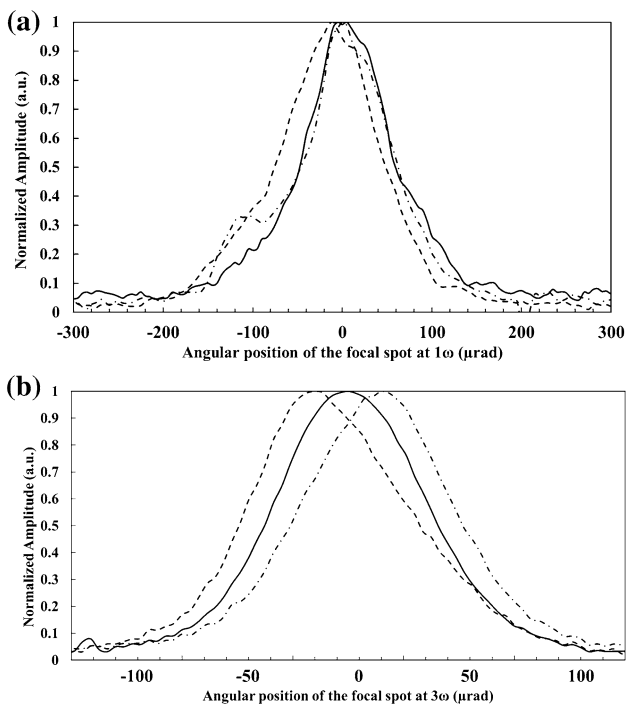 (a)
Normalized Amplitude (a.u.)
1
0.9
0.8
0.7
0.6
0.5
0.4
0.3
0.2
0.1
0
-300 -200 -100 0 100 200 300
Angular position of the focal spot at 1ω (µrad)
(b)
Normalized Amplitude (a.u.)
1
0.9
0.8
0.7
0.6
0.5
0.4
0.3
0.2
0.1
0
-100 -50 0 50 100
Angular position of the focal spot at 3ω (µrad)